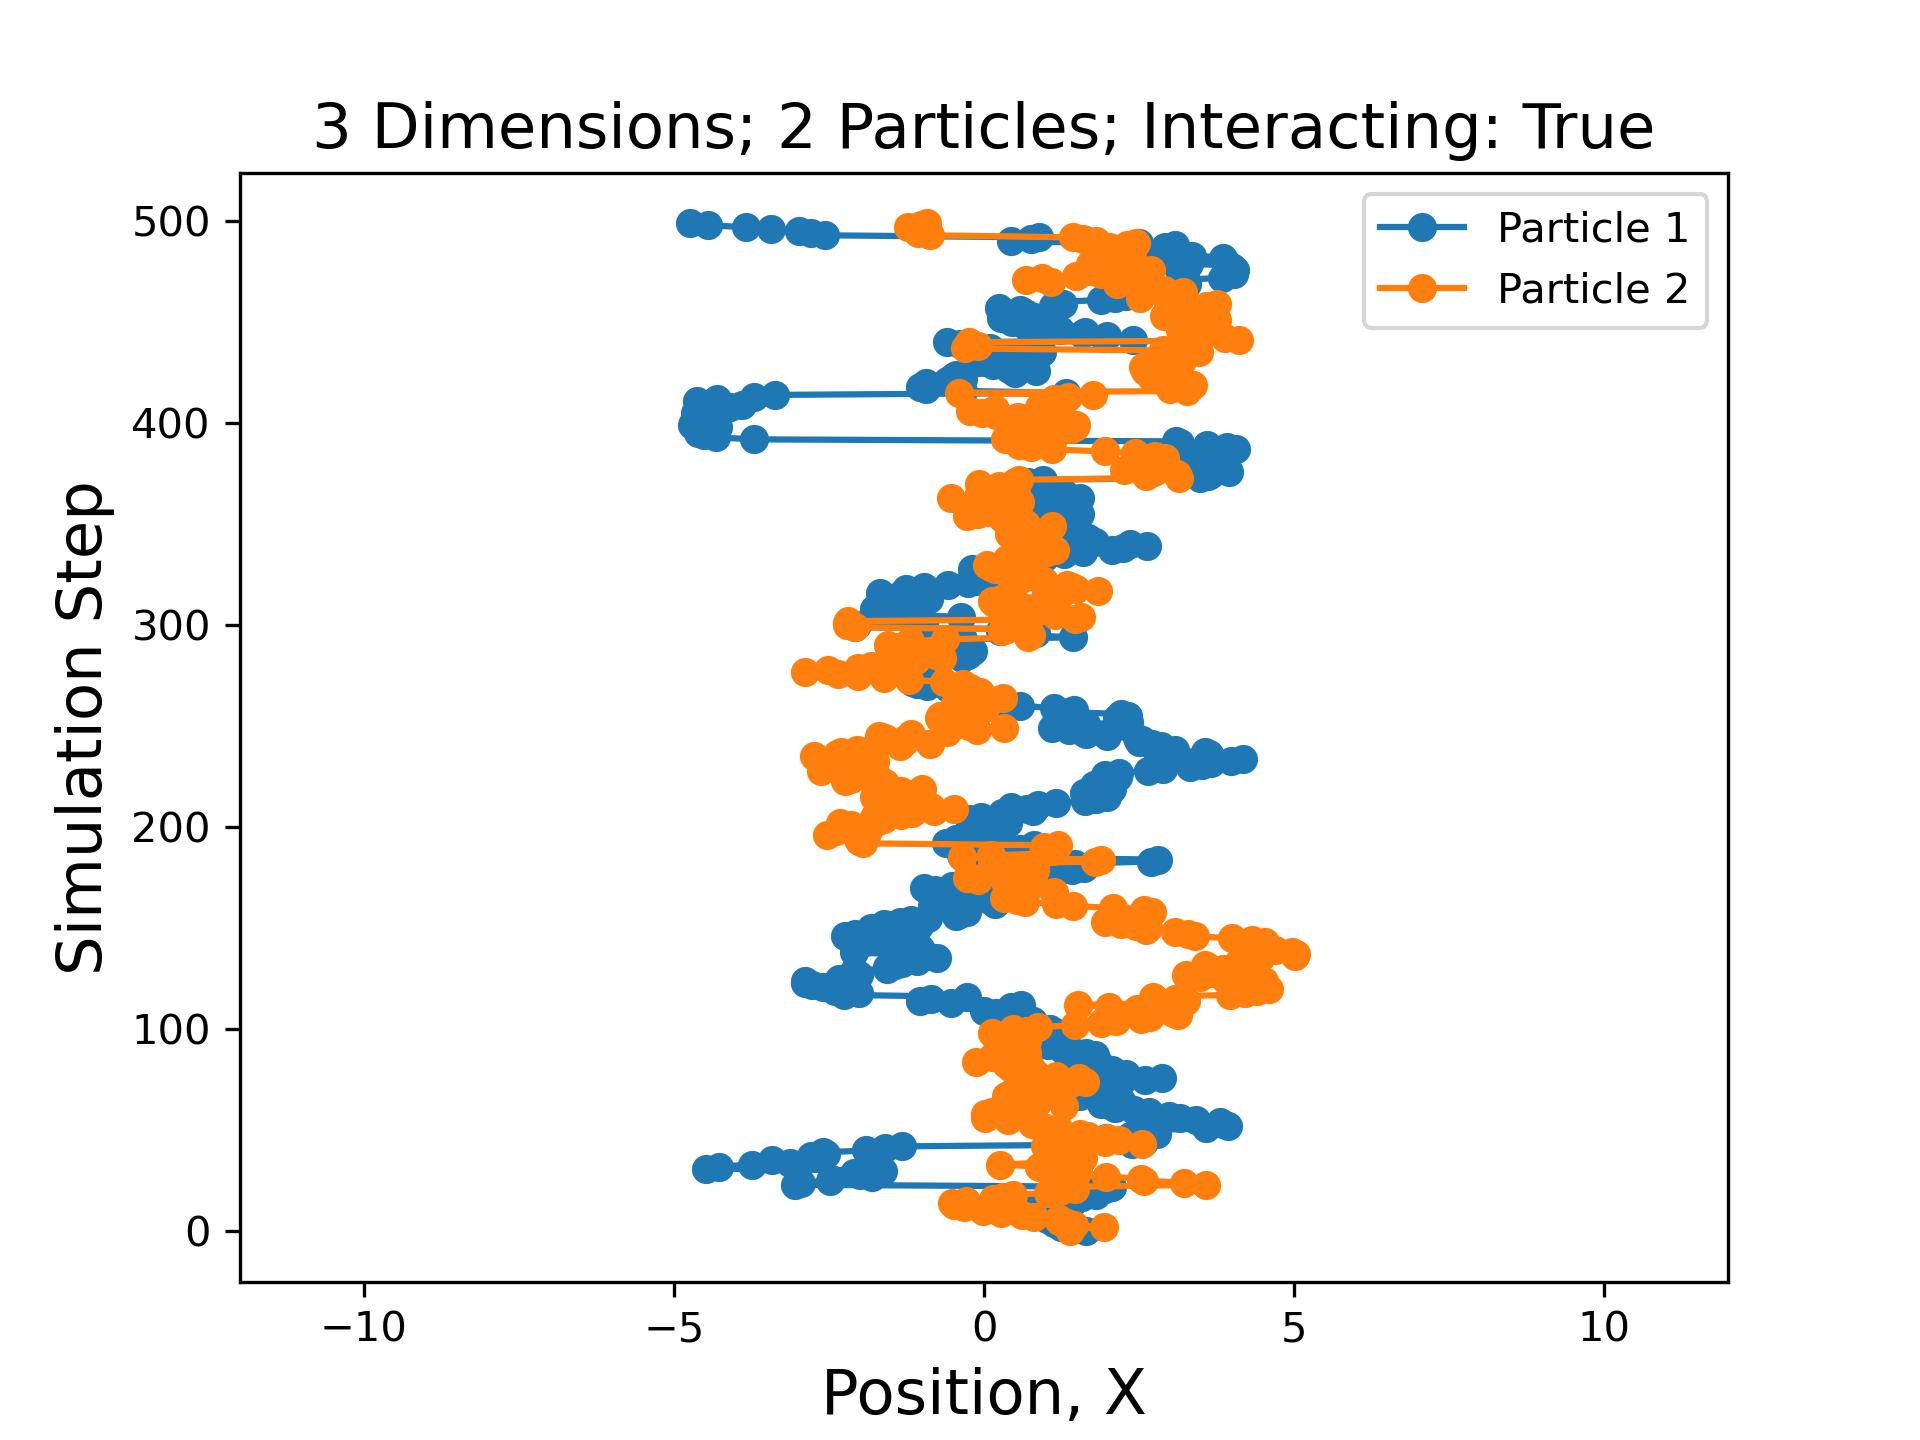 3 Dimensions; 2 Particles; Interacting: True
Particle 1
Particle 2
Simulation Step
500
400
300
200
100
0
−10
−5
0
5
10
Position, X